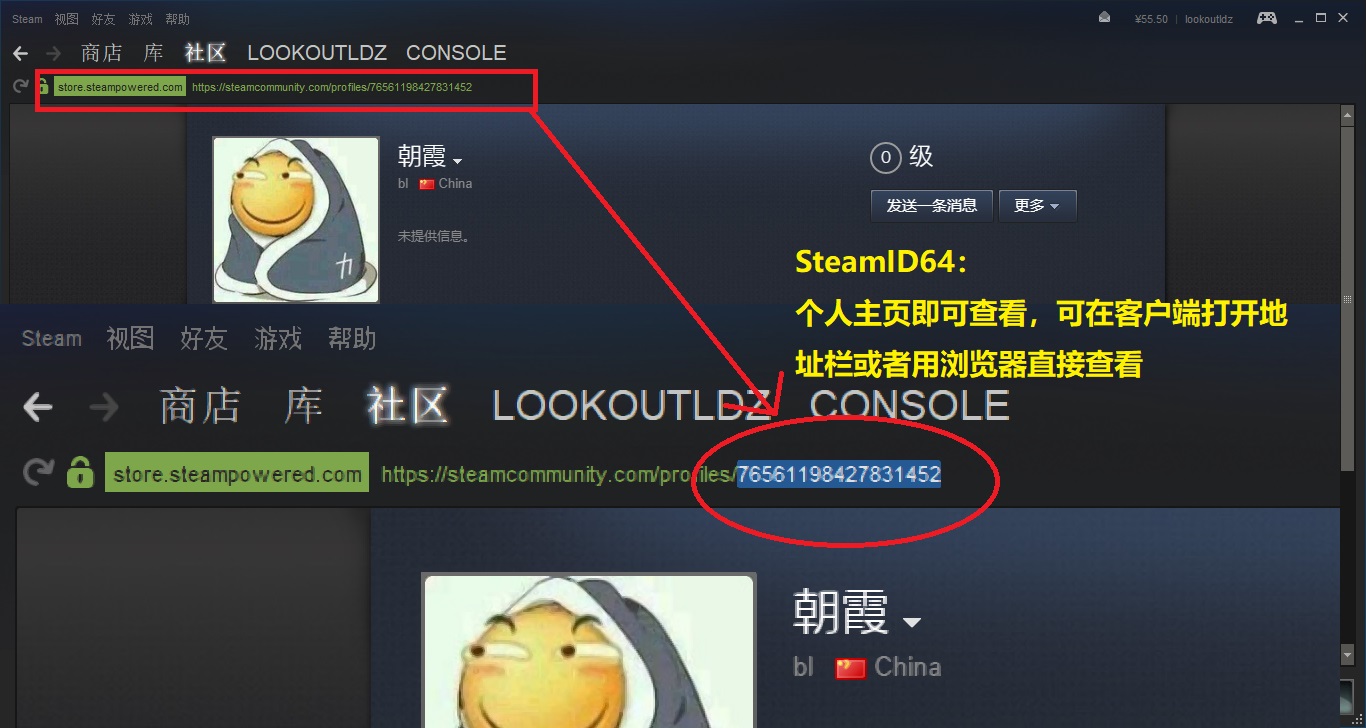 Steam 视图 好友 游戏 帮助
¥55.50 | lookoutldz
商店 库 社区 LOOKOUTLDZ CONSOLE
store.steampowered.com https://steamcommunity.com/profiles/76561198427831452
朝霞
bl China
未提供信息。
0 级
发送一条消息 更多
力
SteamID64:
个人主页即可查看，可在客户端打开地
址栏或者用浏览器直接查看
Steam 视图 好友 游戏 帮助
商店 库 社区 LOOKOUTLDZ CONSOLE
store.steampowered.com https://steamcommunity.com/profiles/76561198427831452
朝霞
bl China